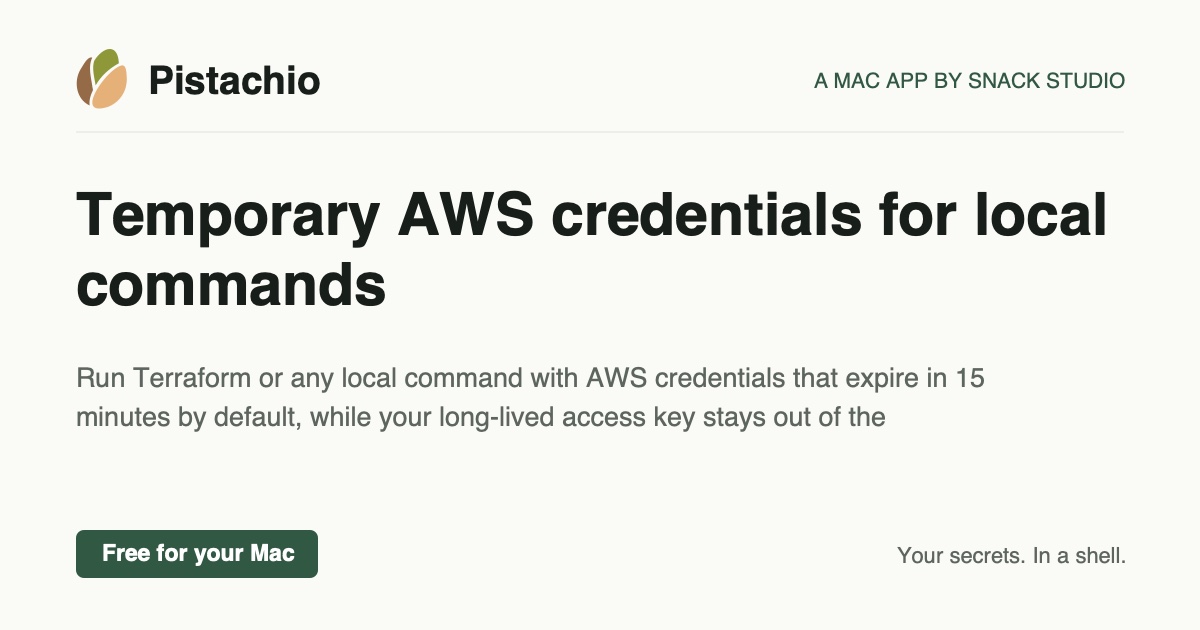 Pistachio
A MAC APP BY SNACK STUDIO
Temporary AWS credentials for local
commands
Run Terraform or any local command with AWS credentials that expire in 15
minutes by default, while your long-lived access key stays out of the
Free for your Mac
Your secrets. In a shell.